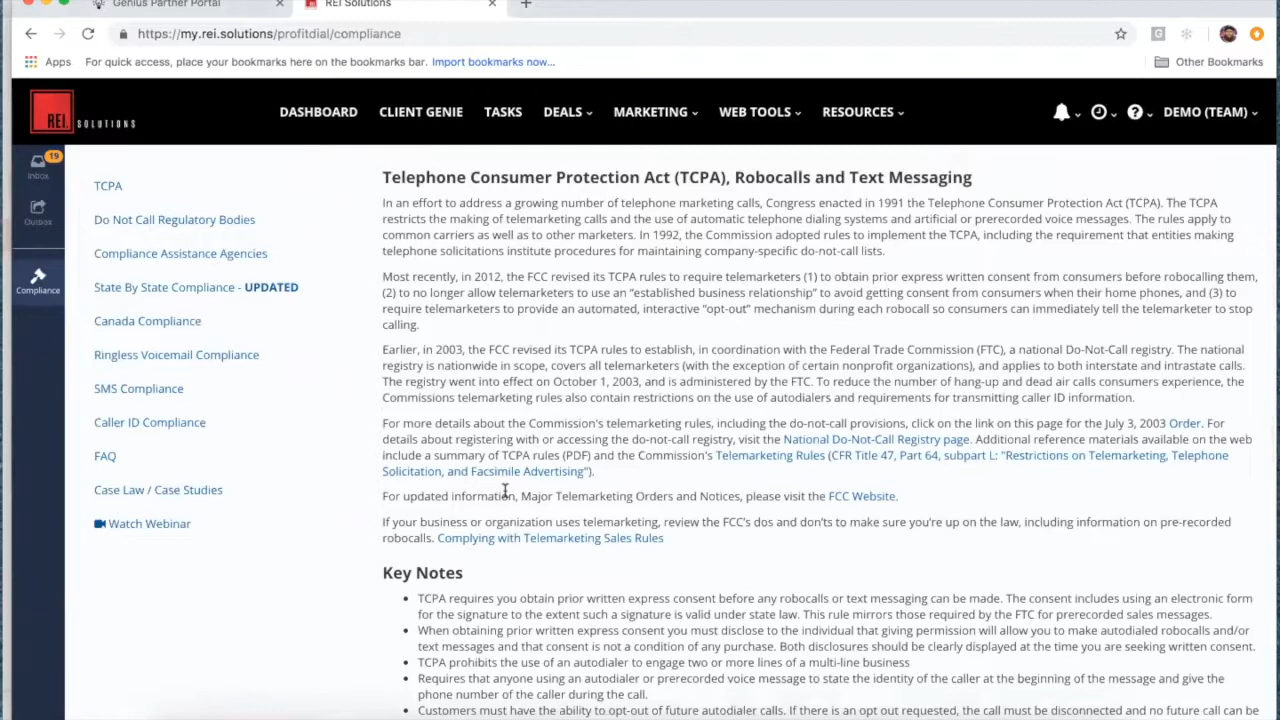 Genius Partner Portal
REI Solutions
https://my.rei.solutions/profitdial/compliance
Apps For quick access, place your bookmarks here on the bookmarks bar. Import bookmarks now... Other Bookmarks
REI. SOLUTIONS
DASHBOARD CLIENT GENIE TASKS DEALS MARKETING WEB TOOLS RESOURCES DEMO (TEAM)
19
Inbox
Outbox
Compliance
TCPA
Do Not Call Regulatory Bodies
Compliance Assistance Agencies
State By State Compliance - UPDATED
Canada Compliance
Ringless Voicemail Compliance
SMS Compliance
Caller ID Compliance
FAQ
Case Law / Case Studies
Watch Webinar
Telephone Consumer Protection Act (TCPA), Robocalls and Text Messaging
In an effort to address a growing number of telephone marketing calls, Congress enacted in 1991 the Telephone Consumer Protection Act (TCPA). The TCPA
restricts the making of telemarketing calls and the use of automatic telephone dialing systems and artificial or prerecorded voice messages. The rules apply to
common carriers as well as to other marketers. In 1992, the Commission adopted rules to implement the TCPA, including the requirement that entities making
telephone solicitations institute procedures for maintaining company-specific do-not-call lists.
Most recently, in 2012, the FCC revised its TCPA rules to require telemarketers (1) to obtain prior express written consent from consumers before robocalling them,
(2) to no longer allow telemarketers to use an "established business relationship" to avoid getting consent from consumers when their home phones, and (3) to
require telemarketers to provide an automated, interactive "opt-out" mechanism during each robocall so consumers can immediately tell the telemarketer to stop
calling.
Earlier, in 2003, the FCC revised its TCPA rules to establish, in coordination with the Federal Trade Commission (FTC), a national Do-Not-Call registry. The national
registry is nationwide in scope, covers all telemarketers (with the exception of certain nonprofit organizations), and applies to both interstate and intrastate calls.
The registry went into effect on October 1, 2003, and is administered by the FTC. To reduce the number of hang-up and dead air calls consumers experience, the
Commissions telemarketing rules also contain restrictions on the use of autodialers and requirements for transmitting caller ID information.
For more details about the Commission's telemarketing rules, including the do-not-call provisions, click on the link on this page for the July 3, 2003 Order. For
details about registering with or accessing the do-not-call registry, visit the National Do-Not-Call Registry page. Additional reference materials available on the web
include a summary of TCPA rules (PDF) and the Commission's Telemarketing Rules (CFR Title 47, Part 64, subpart L: "Restrictions on Telemarketing, Telephone
Solicitation, and Facsimile Advertising").
For updated information, Major Telemarketing Orders and Notices, please visit the FCC Website.
If your business or organization uses telemarketing, review the FCC's dos and don'ts to make sure you're up on the law, including information on pre-recorded
robocalls. Complying with Telemarketing Sales Rules
Key Notes
TCPA requires you obtain prior written express consent before any robocalls or text messaging can be made. The consent includes using an electronic form
for the signature to the extent such a signature is valid under state law. This rule mirrors those required by the FTC for prerecorded sales messages.
When obtaining prior written express consent you must disclose to the individual that giving permission will allow you to make autodialed robocalls and/or
text messages and that consent is not a condition of any purchase. Both disclosures should be clearly displayed at the time you are seeking written consent.
TCPA prohibits the use of an autodialer to engage two or more lines of a multi-line business
Requires that anyone using an autodialer or prerecorded voice message to state the identity of the caller at the beginning of the message and give the
phone number of the caller during the call.
Customers must have the ability to opt-out of future autodialer calls. If there is an opt out requested, the call must be disconnected and no future call can be